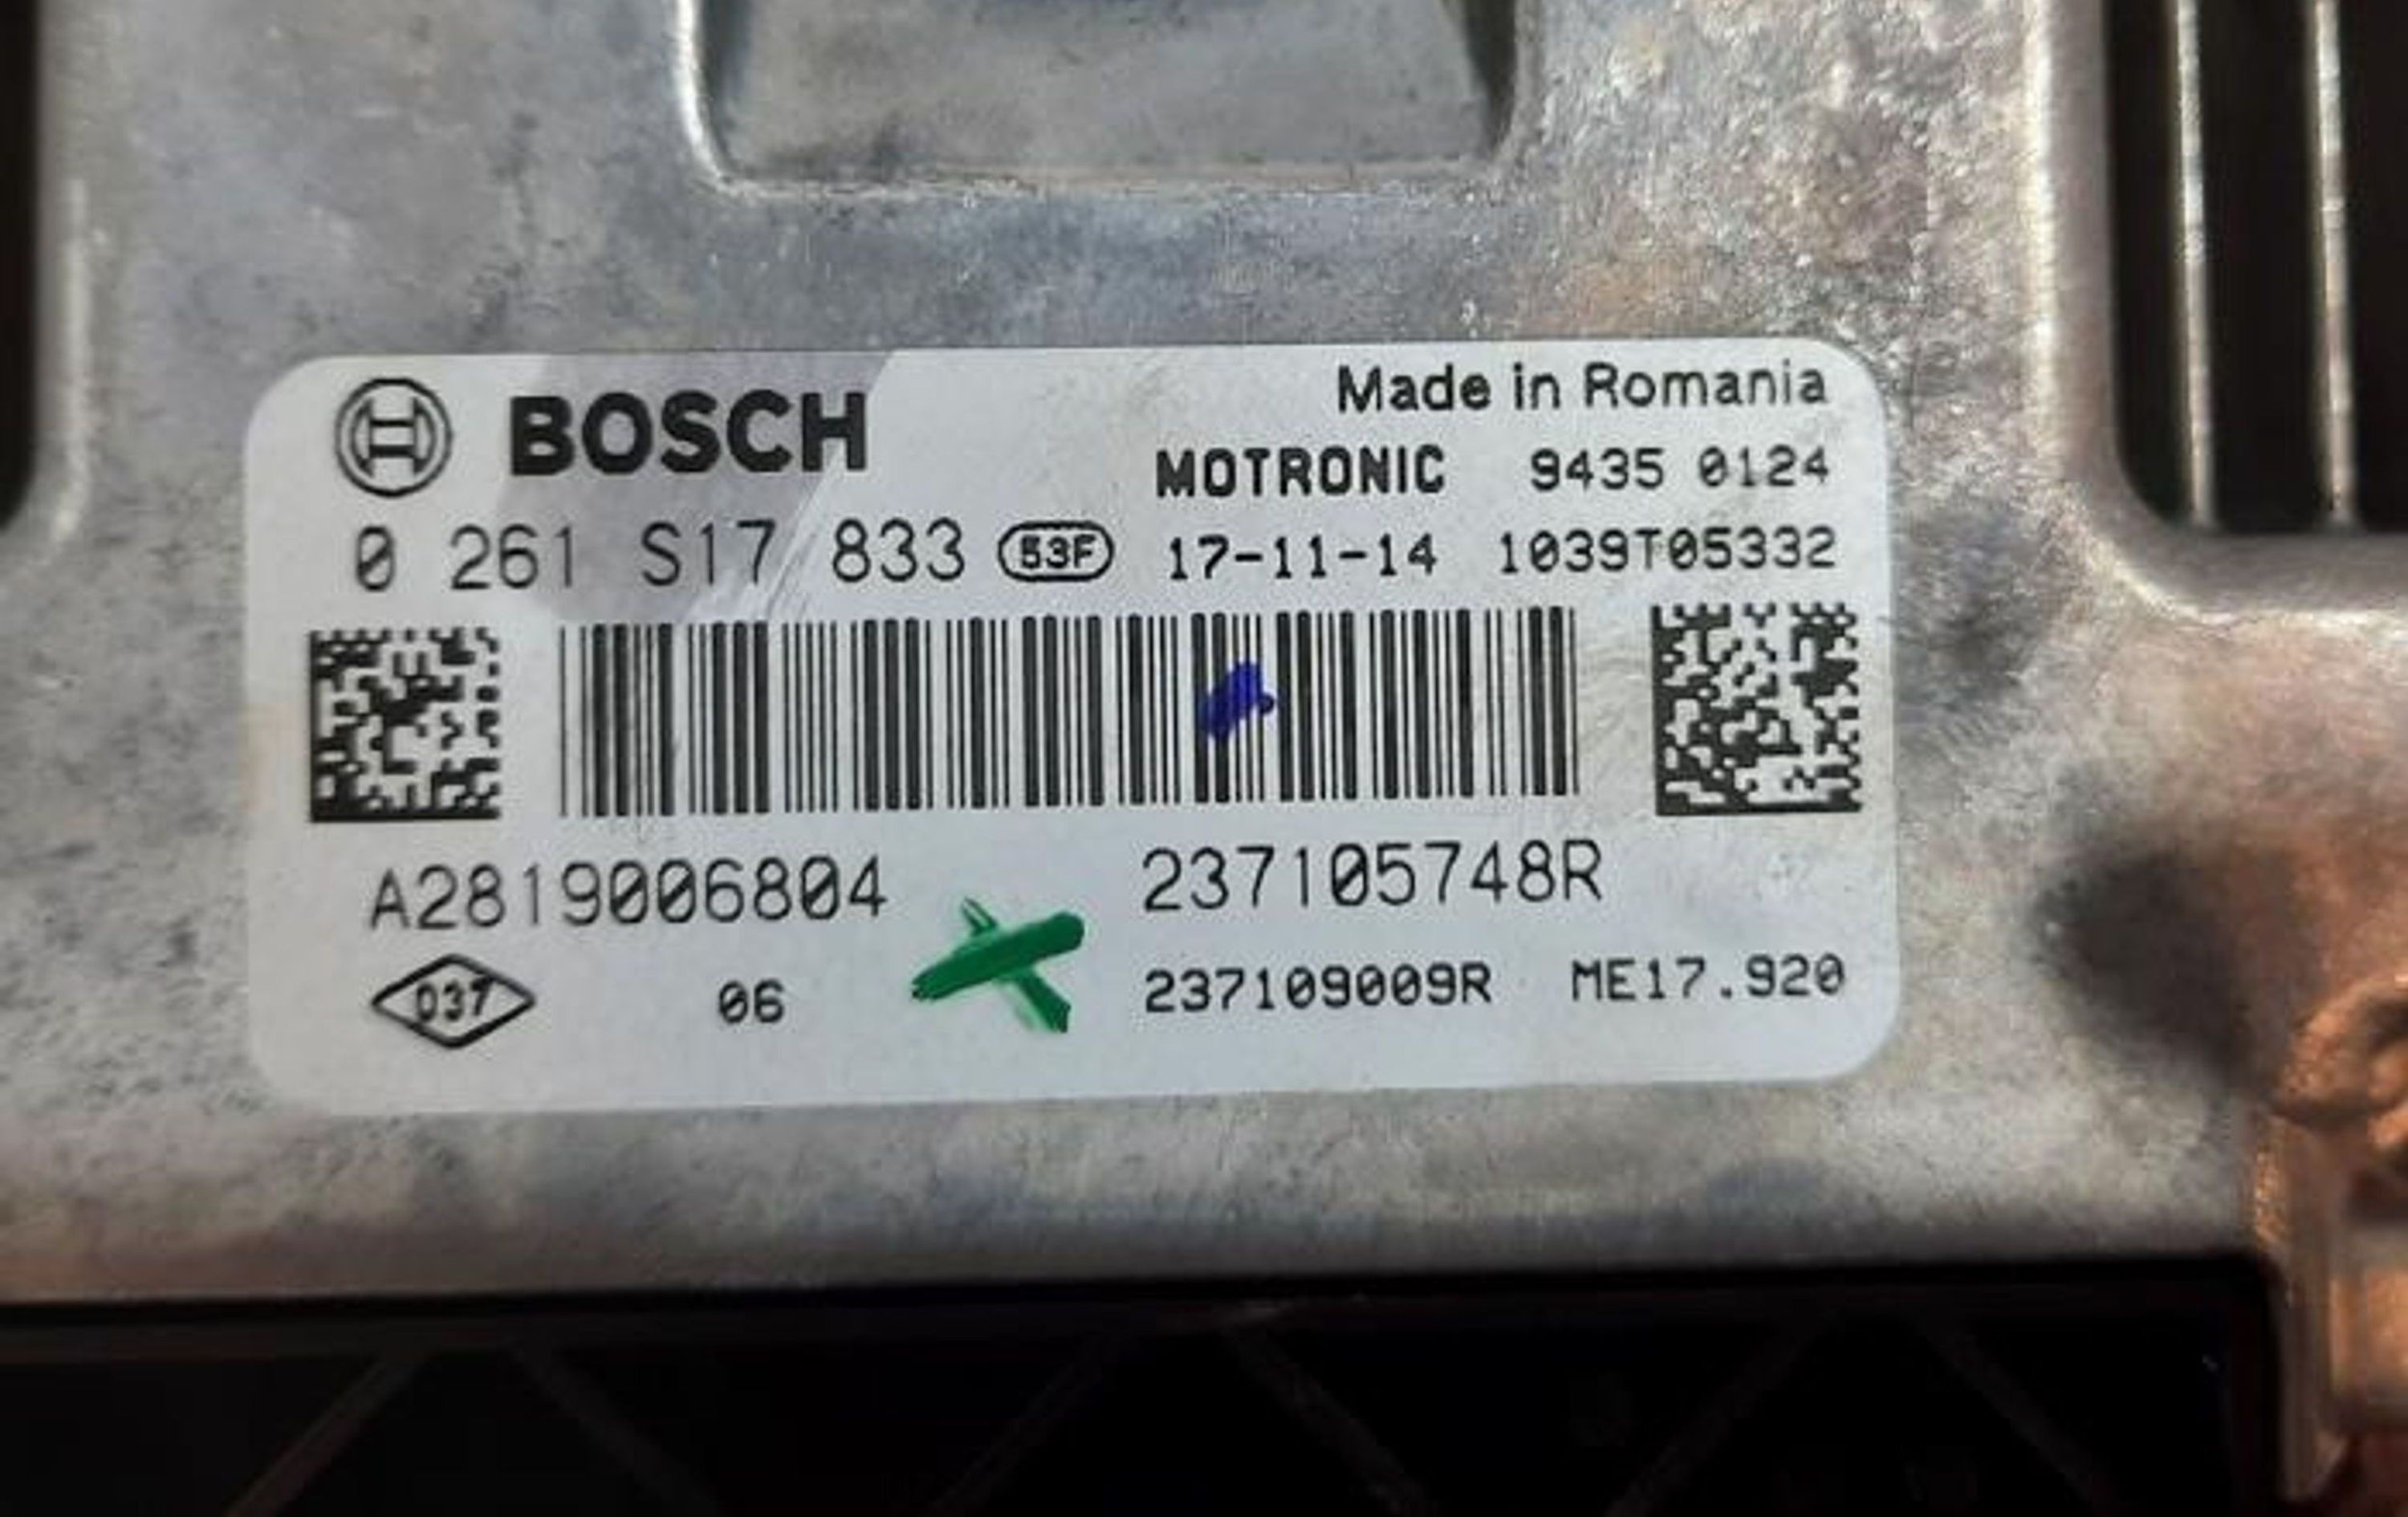 BOSCH
Made in Romania
MOTRONIC 9435 0124
0 261 S17 833 53F 17-11-14 1039T05332
A2819006804 237105748R
037 06 237109009R ME17.920